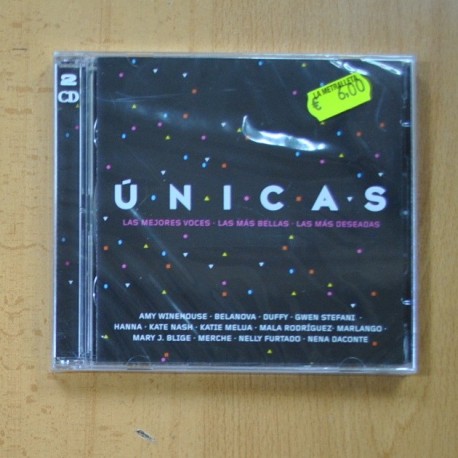 2
CD
LA METRALLETA
€ 6.00
ÚNICAS
LAS MEJORES VOCES · LAS MÁS BELLAS · LAS MÁS DESEADAS
AMY WINEHOUSE · BELANOVA · DUFFY · GWEN STEFANI ·
HANNA · KATE NASH · KATIE MELUA · MALA RODRÍGUEZ · MARLANGO ·
MARY J. BLIGE · MERCHE · NELLY FURTADO · NENA DACONTE